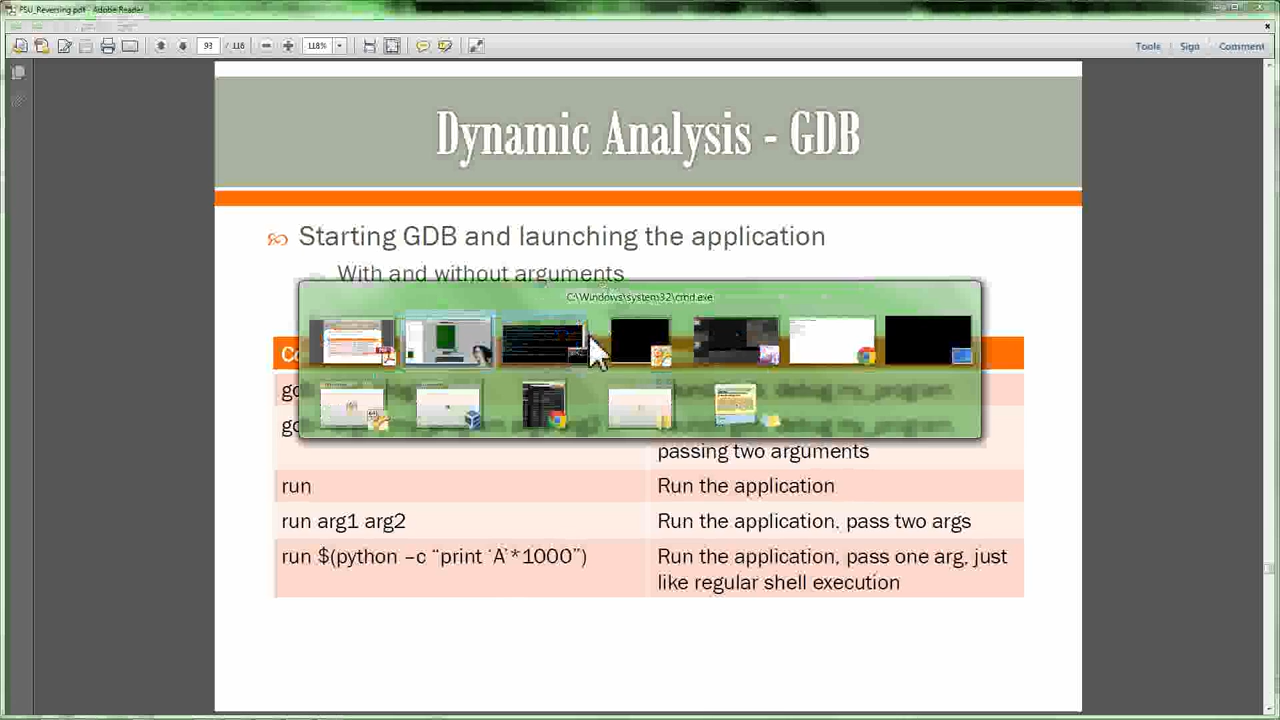 FSU_Reversing.pdf - Adobe Reader
93 / 118
118%
Tools
Sign
Comment
Dynamic Analysis - GDB
Starting GDB and launching the application
With and without arguments
C:\Windows\system32\cmd.exe
passing two arguments
run
Run the application
run arg1 arg2
Run the application, pass two args
run $(python –c “print ‘A’*1000”)
Run the application, pass one arg, just
like regular shell execution